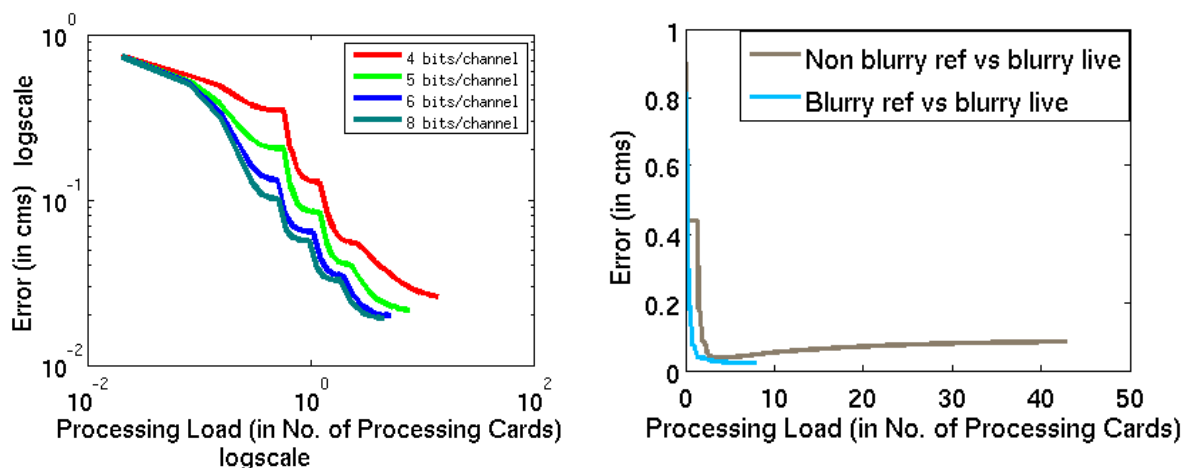 Error (in cms) logscale
10^0
10^-1
10^-2
4 bits/channel
5 bits/channel
6 bits/channel
8 bits/channel
10^-2
10^0
10^2
Processing Load (in No. of Processing Cards)
logscale
Error (in cms)
1
0.8
0.6
0.4
0.2
0
Non blurry ref vs blurry live
Blurry ref vs blurry live
0
10
20
30
40
50
Processing Load (in No. of Processing Cards)